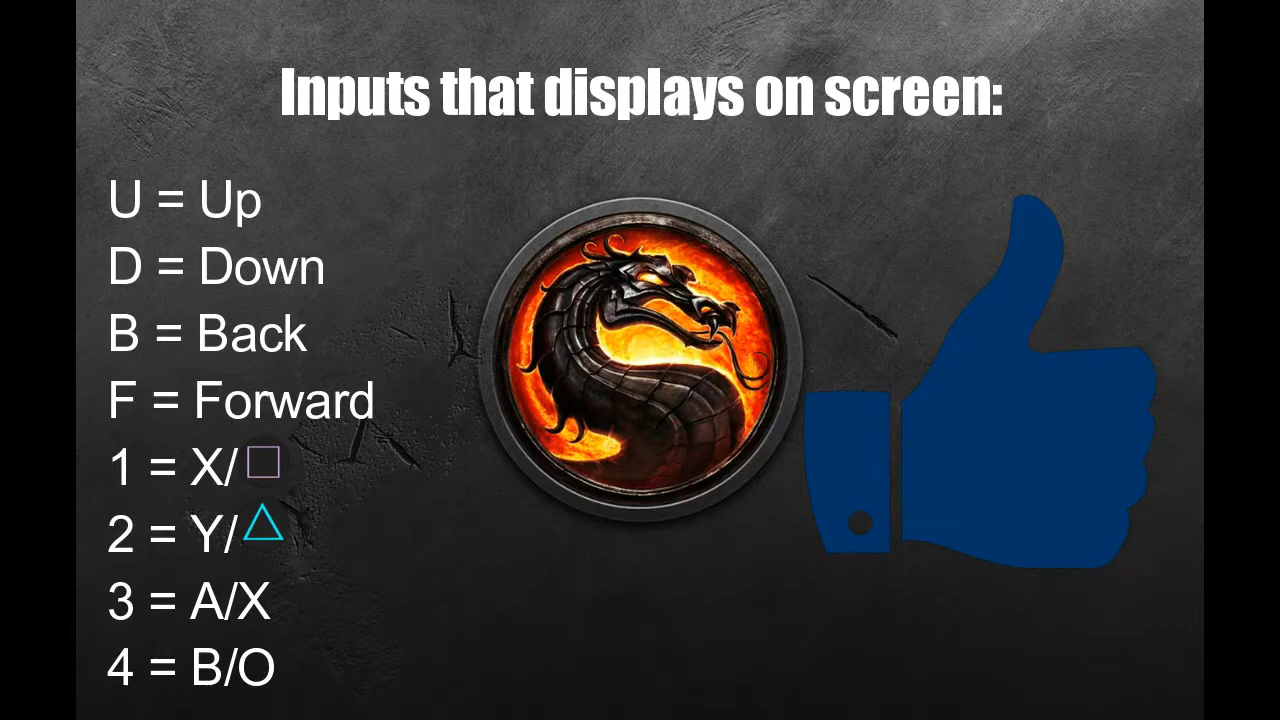 Inputs that displays on screen:
U = Up
D = Down
B = Back
F = Forward
1 = X/□
2 = Y/△
3 = A/X
4 = B/O